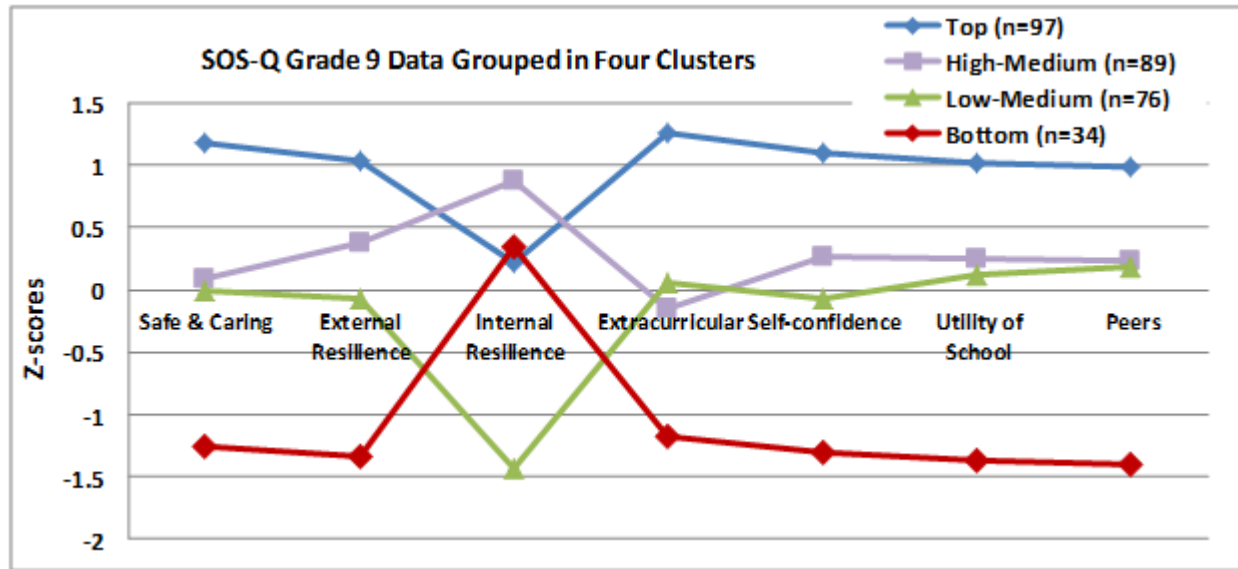 SOS-Q Grade 9 Data Grouped in Four Clusters
Top (n=97)
High-Medium (n=89)
Low-Medium (n=76)
Bottom (n=34)
Z-scores
1.5
1
0.5
0
-0.5
-1
-1.5
-2
Safe & Caring
External
Resilience
Internal
Resilience
Extracurricular
Self-confidence
Utility of
School
Peers